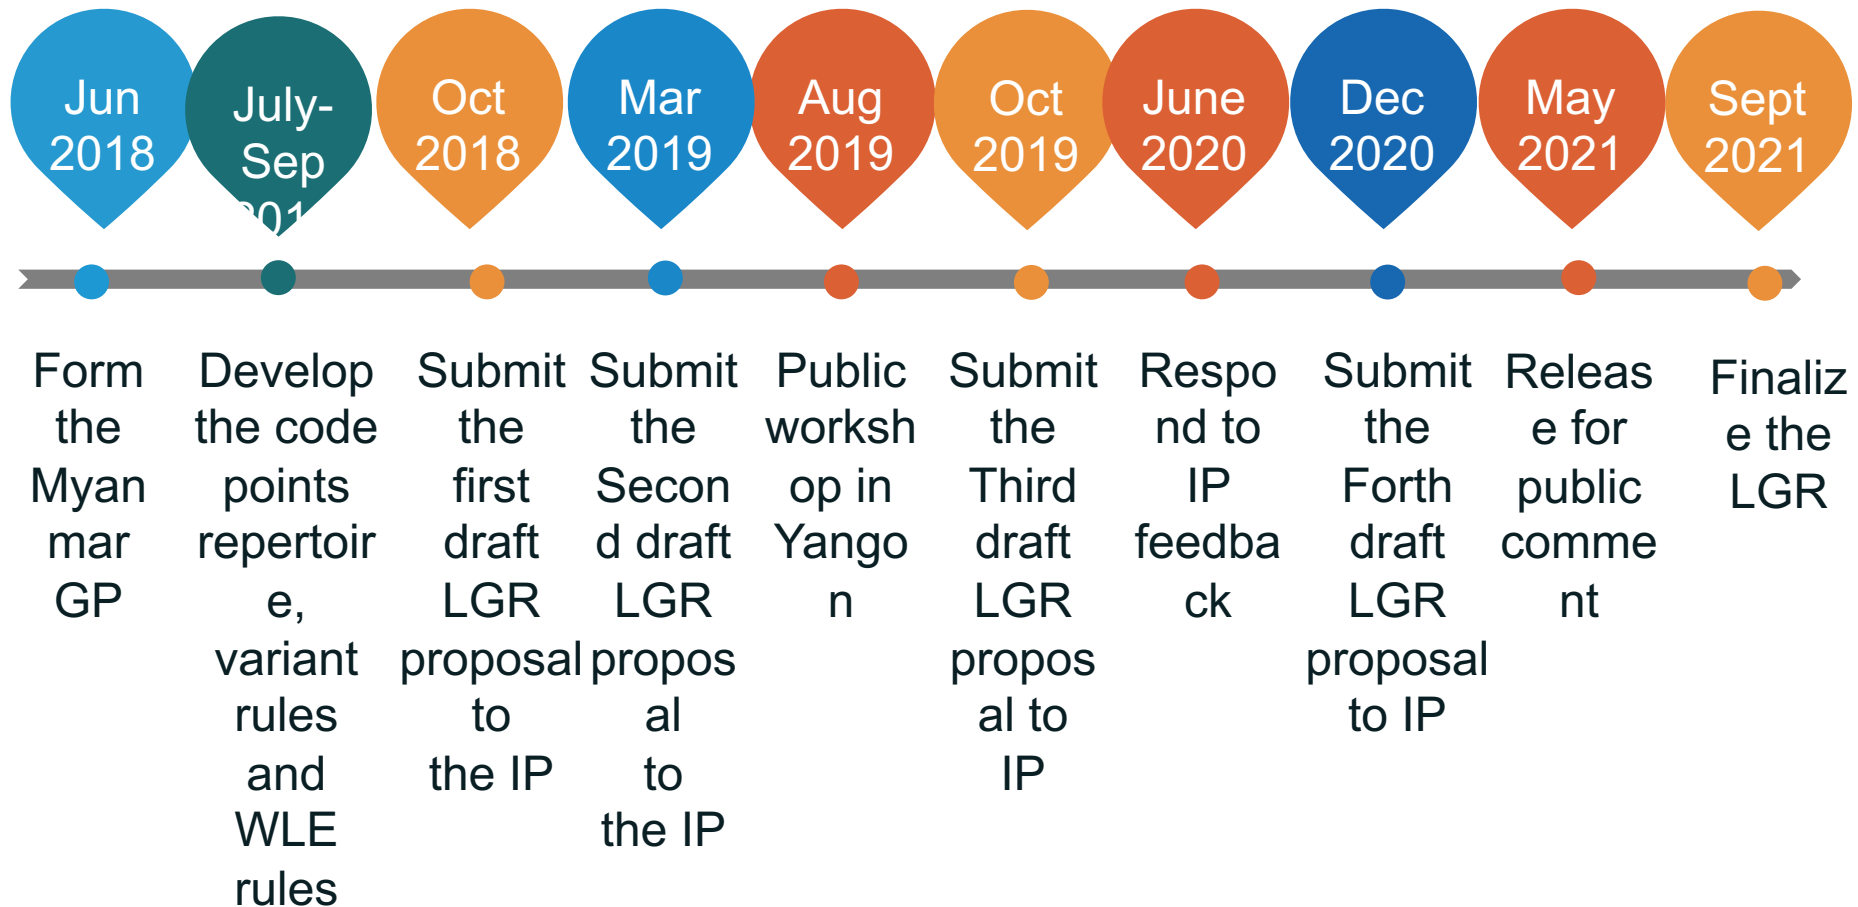 Jun
2018
July-
Sep
Oct
2018
Mar
2019
Aug
2019
Oct
2019
June
2020
Dec
2020
May
2021
Sept
2021
Form
the
Myan
mar
GP
Develop
the code
points
repertoir
e,
variant
rules
and
WLE
rules
Submit
the
first
draft
LGR
proposal
to
the IP
Submit
the
Secon
d draft
LGR
propos
al
to
the IP
Public
worksh
op in
Yango
n
Submit
the
Third
draft
LGR
propos
al to
IP
Respo
nd to
IP
feedba
ck
Submit
the
Forth
draft
LGR
proposal
to IP
Releas
e for
public
comme
nt
Finaliz
e the
LGR